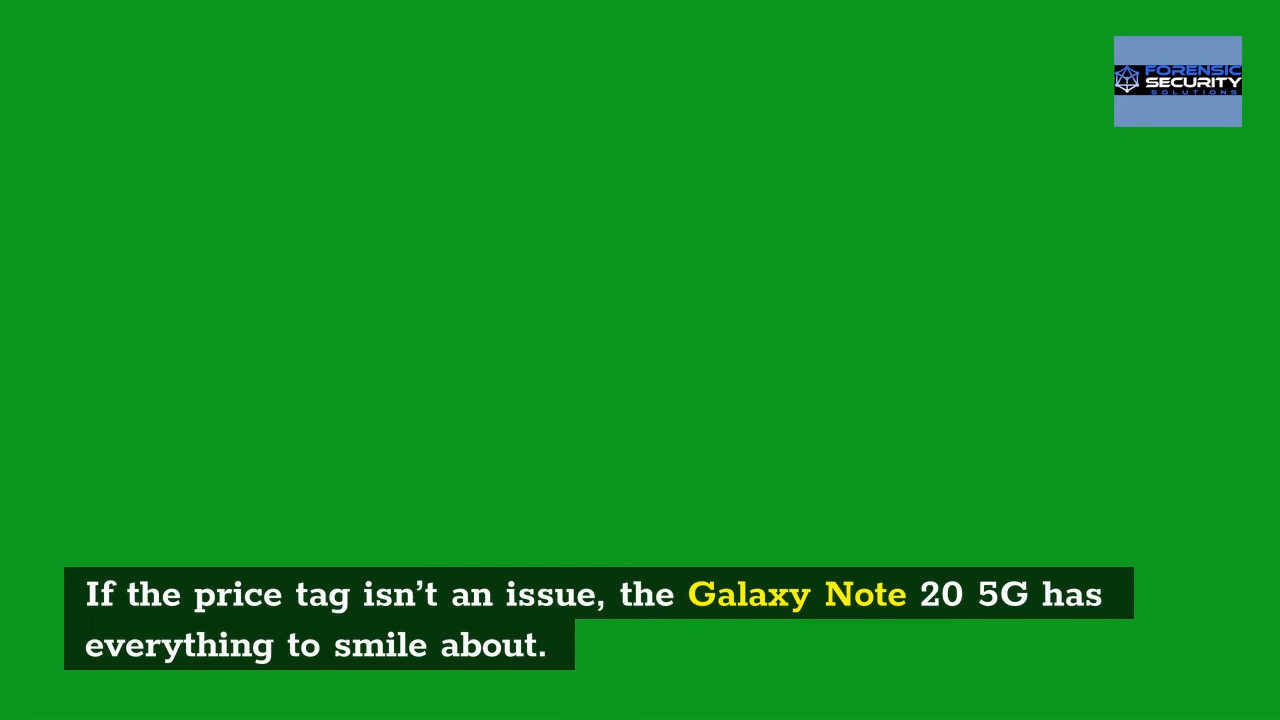 FORENSIC
SECURITY
SOLUTIONS
If the price tag isn’t an issue, the Galaxy Note 20 5G has
everything to smile about.